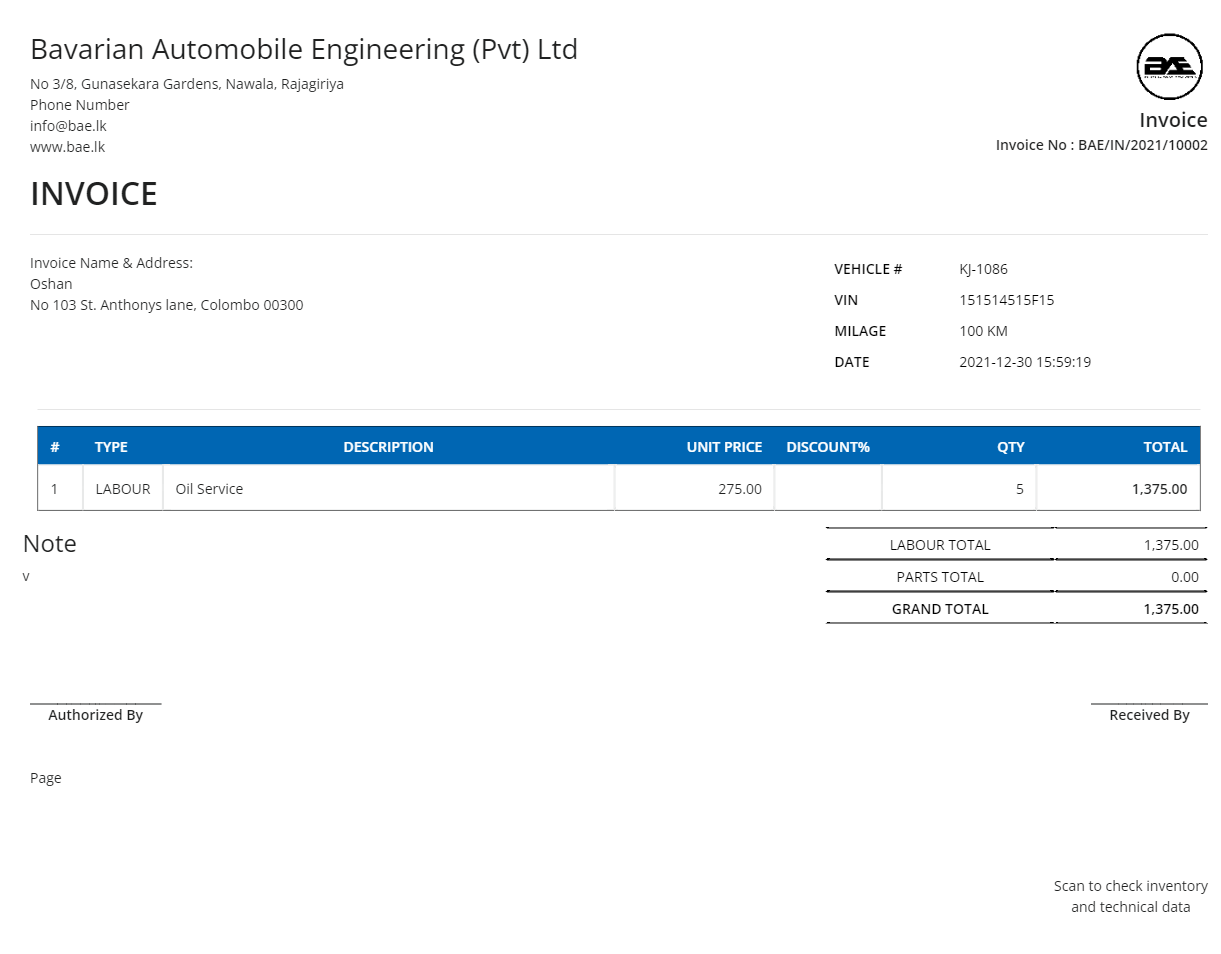 Bavarian Automobile Engineering (Pvt) Ltd
No 3/8, Gunasekara Gardens, Nawala, Rajagiriya
Phone Number
info@bae.lk
www.bae.lk
BAE
Invoice
Invoice No : BAE/IN/2021/10002
INVOICE
Invoice Name & Address:
Oshan
No 103 St. Anthonys lane, Colombo 00300
VEHICLE # KJ-1086
VIN 151514515F15
MILAGE 100 KM
DATE 2021-12-30 15:59:19
# TYPE DESCRIPTION UNIT PRICE DISCOUNT% QTY TOTAL
1 LABOUR Oil Service 275.00 5 1,375.00
Note
v
LABOUR TOTAL 1,375.00
PARTS TOTAL 0.00
GRAND TOTAL 1,375.00
Authorized By
Received By
Page
Scan to check inventory
and technical data